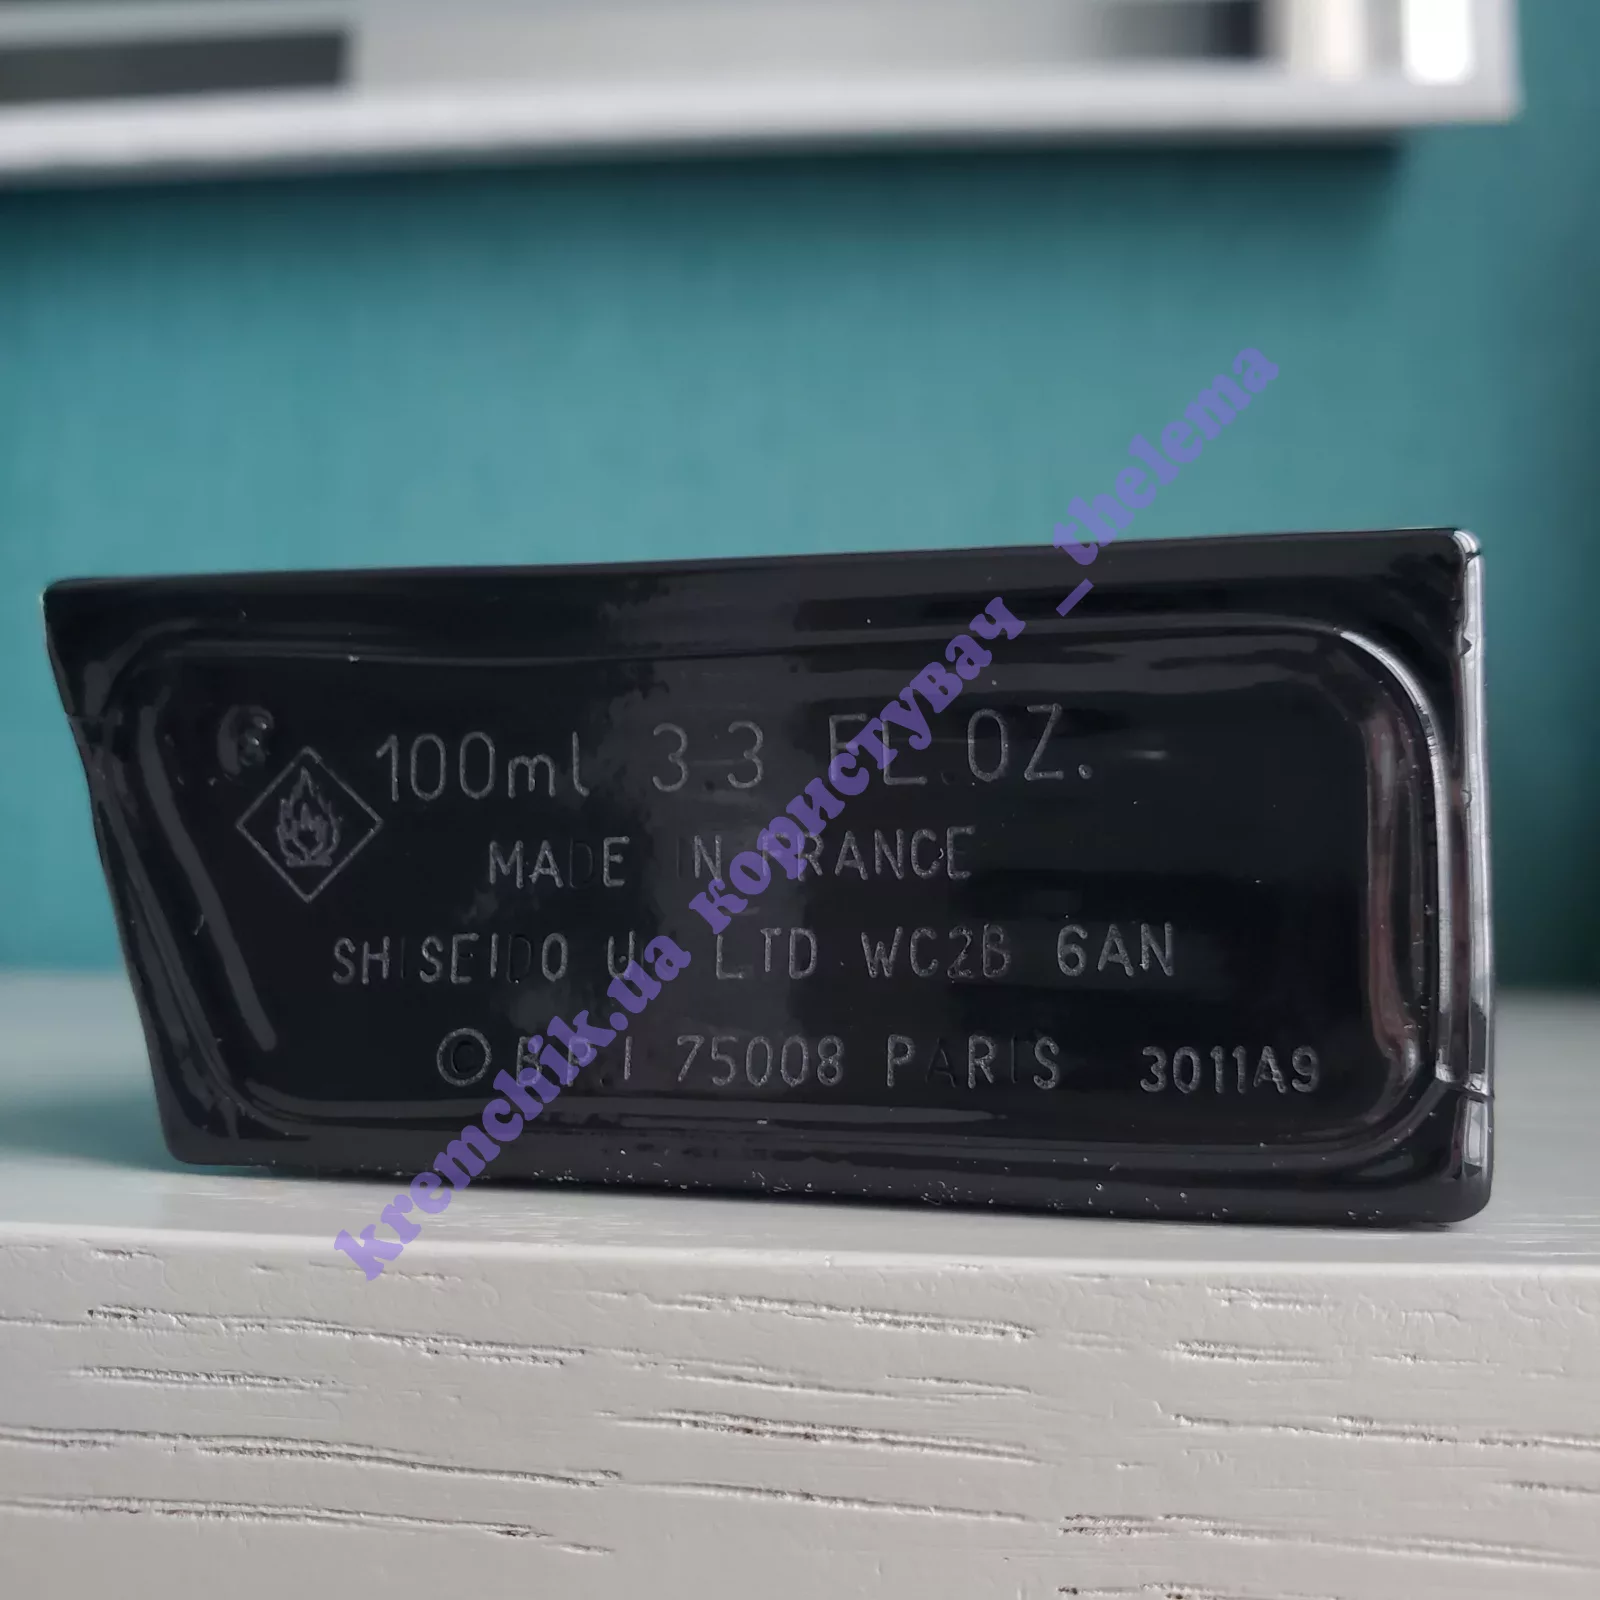 100ml 3.3 FL.OZ.
MADE IN FRANCE
SHISEIDO UK LTD WC2B 6AN
© B.P.I 75008 PARIS 3011A9
kremchik.ua користувач _thelema